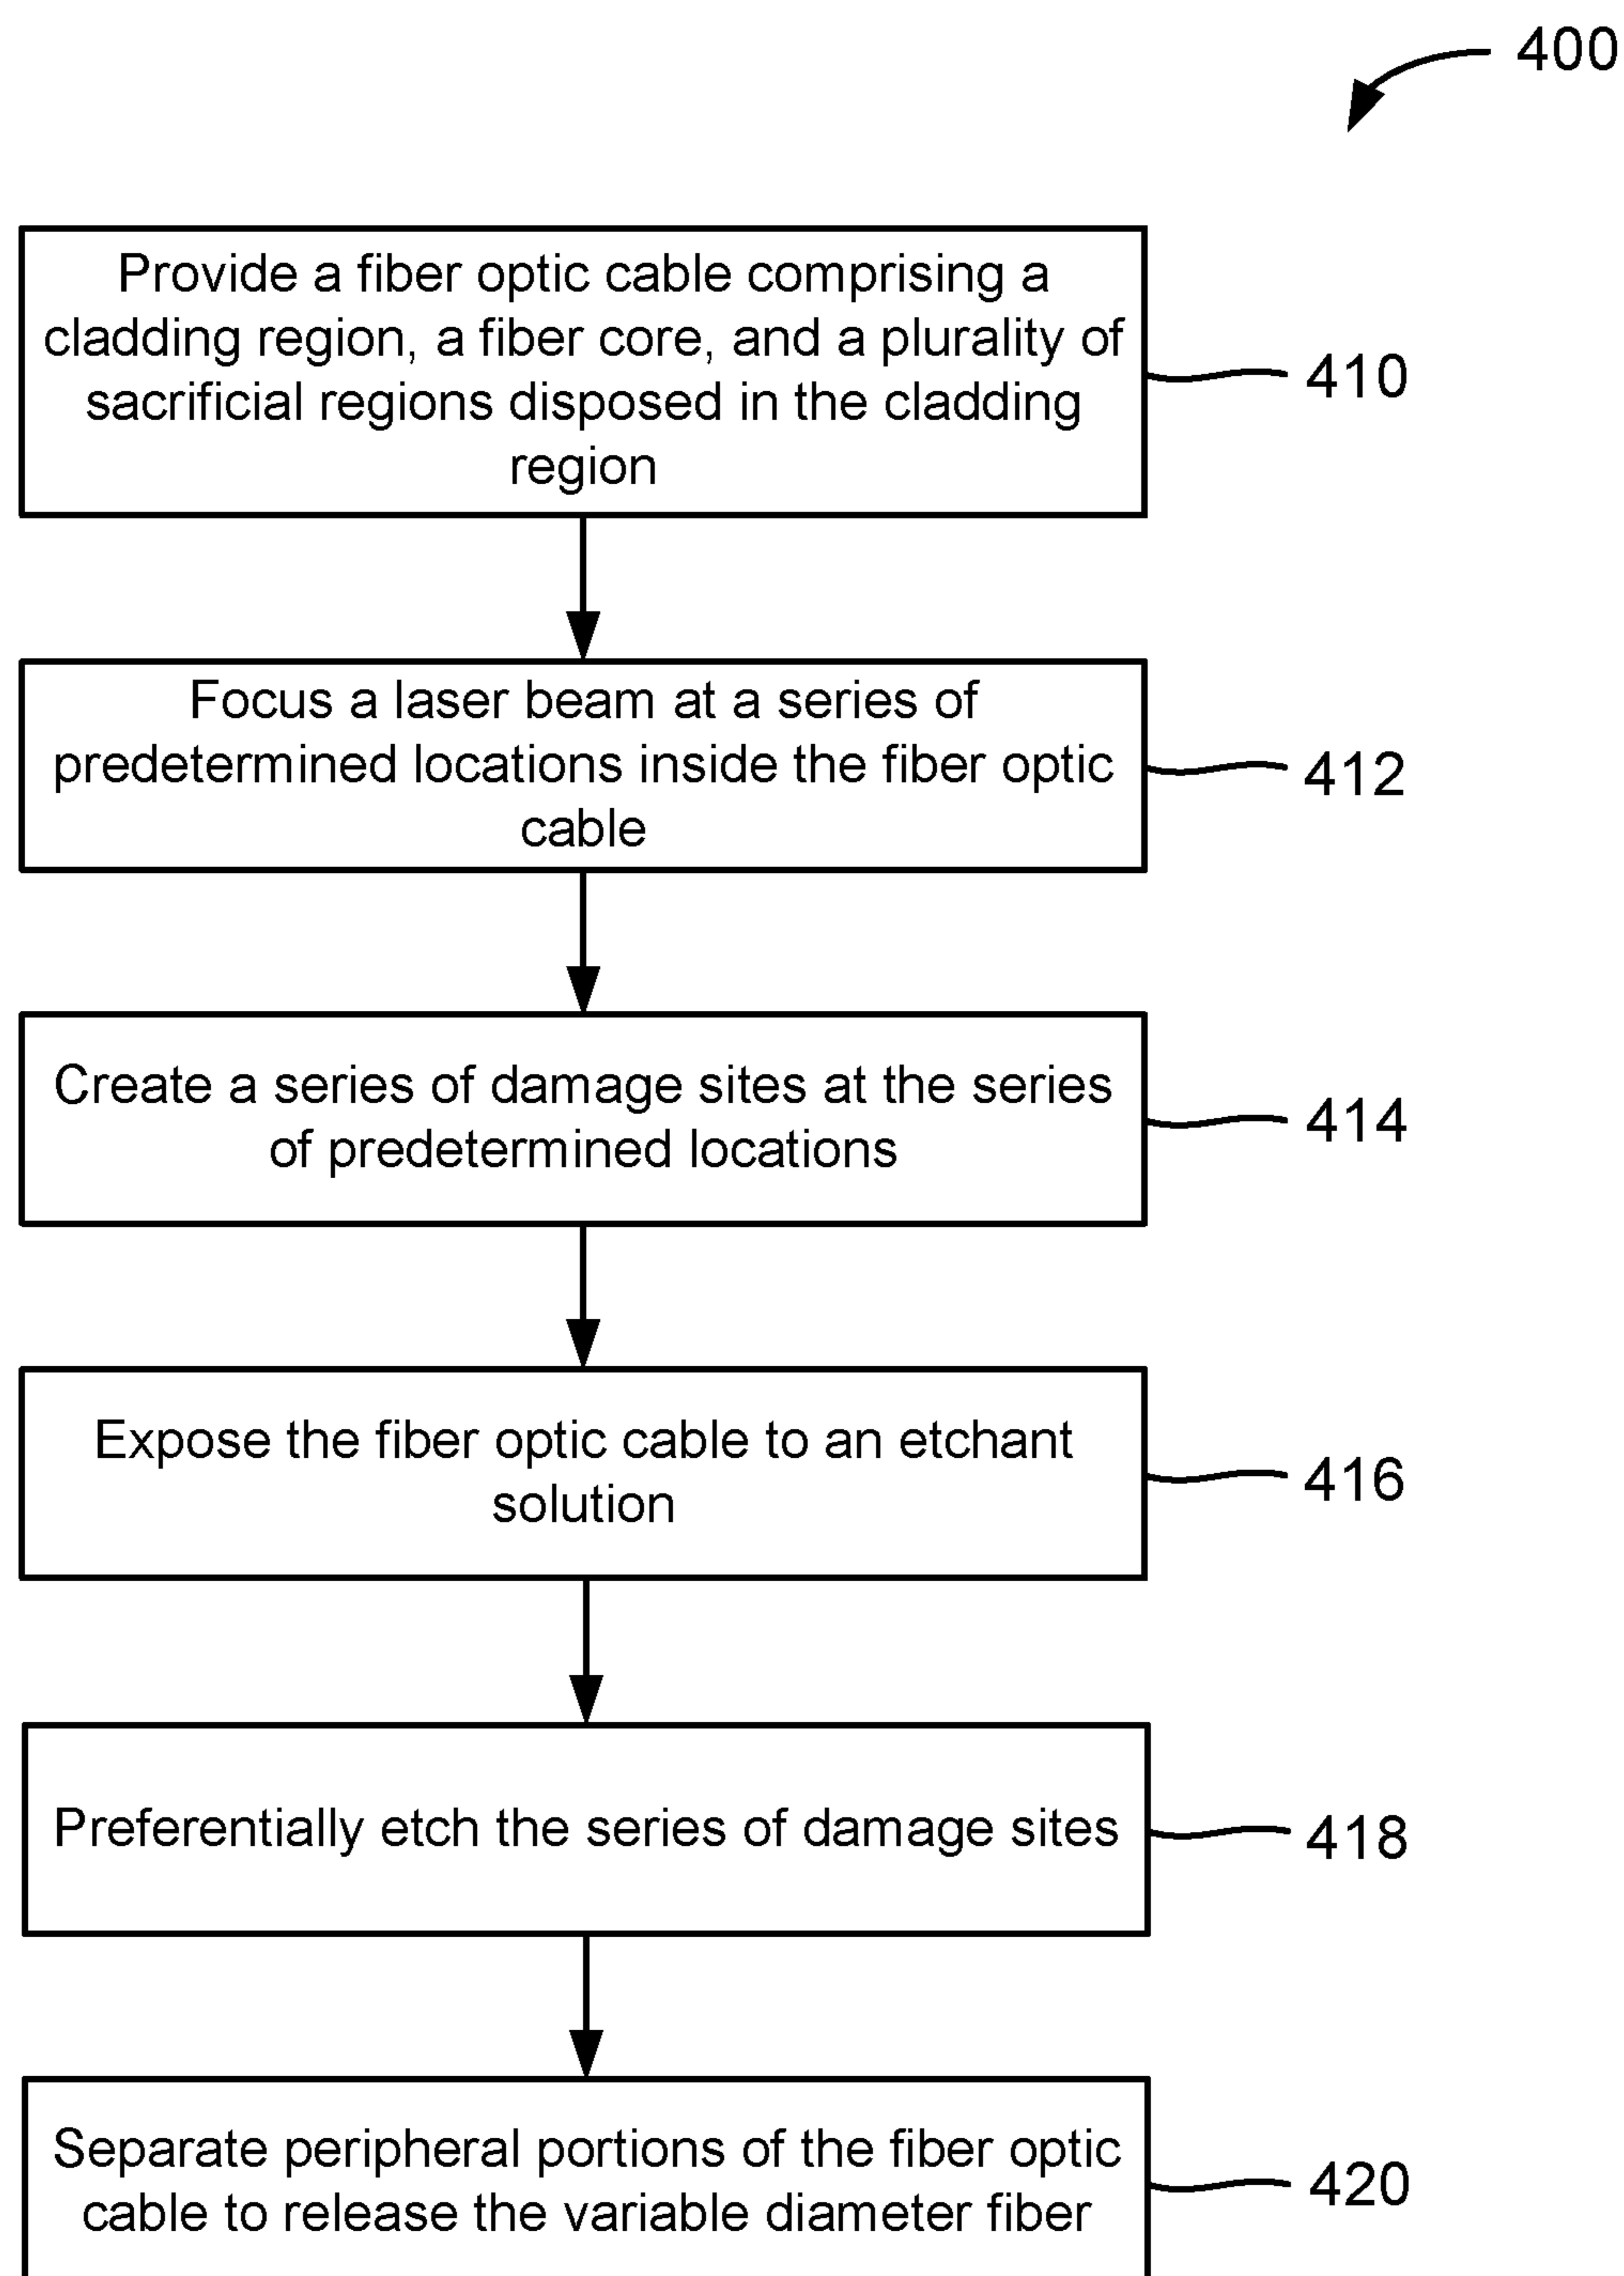 400
Provide a fiber optic cable comprising a
cladding region, a fiber core, and a plurality of
sacrificial regions disposed in the cladding
region
410
Focus a laser beam at a series of
predetermined locations inside the fiber optic
cable
412
Create a series of damage sites at the series
of predetermined locations
414
Expose the fiber optic cable to an etchant
solution
416
Preferentially etch the series of damage sites
418
Separate peripheral portions of the fiber optic
cable to release the variable diameter fiber
420